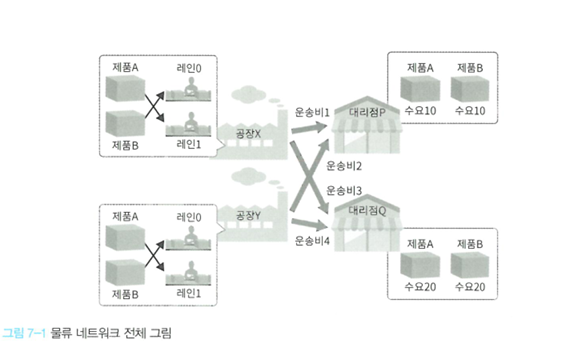 제품A
레인0
제품B
레인1
공장X
제품A
레인0
제품B
레인1
공장Y
운송비1
운송비2
운송비3
운송비4
대리점P
제품A 제품B
수요10 수요10
대리점Q
제품A 제품B
수요20 수요20
그림 7-1 물류 네트워크 전체 그림